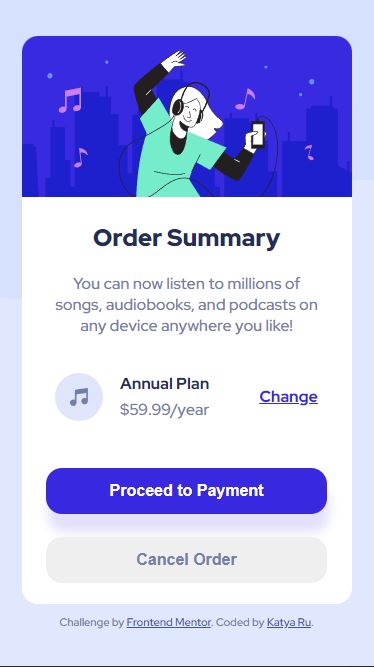 Order Summary
You can now listen to millions of
songs, audiobooks, and podcasts on
any device anywhere you like!
Annual Plan
$59.99/year
Change
Proceed to Payment
Cancel Order
Challenge by Frontend Mentor. Coded by Katya Ru.